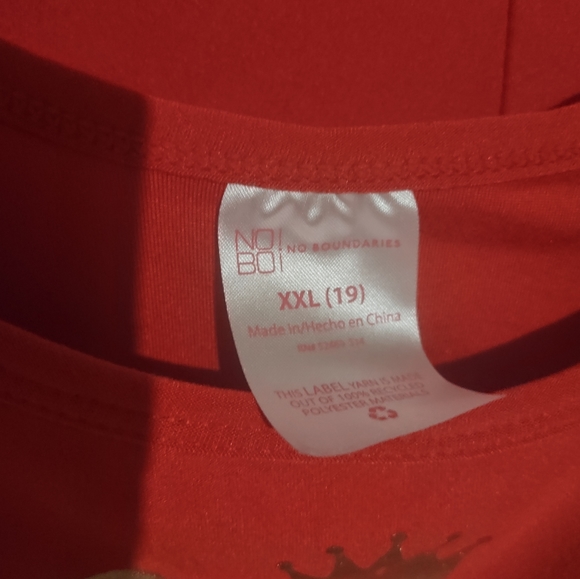 NO
BO
NO BOUNDARIES
XXL (19)
Made in/Hecho en China
THIS LABEL YARN IS MADE
OUT OF 100% RECYCLED
POLYESTER MATERIALS